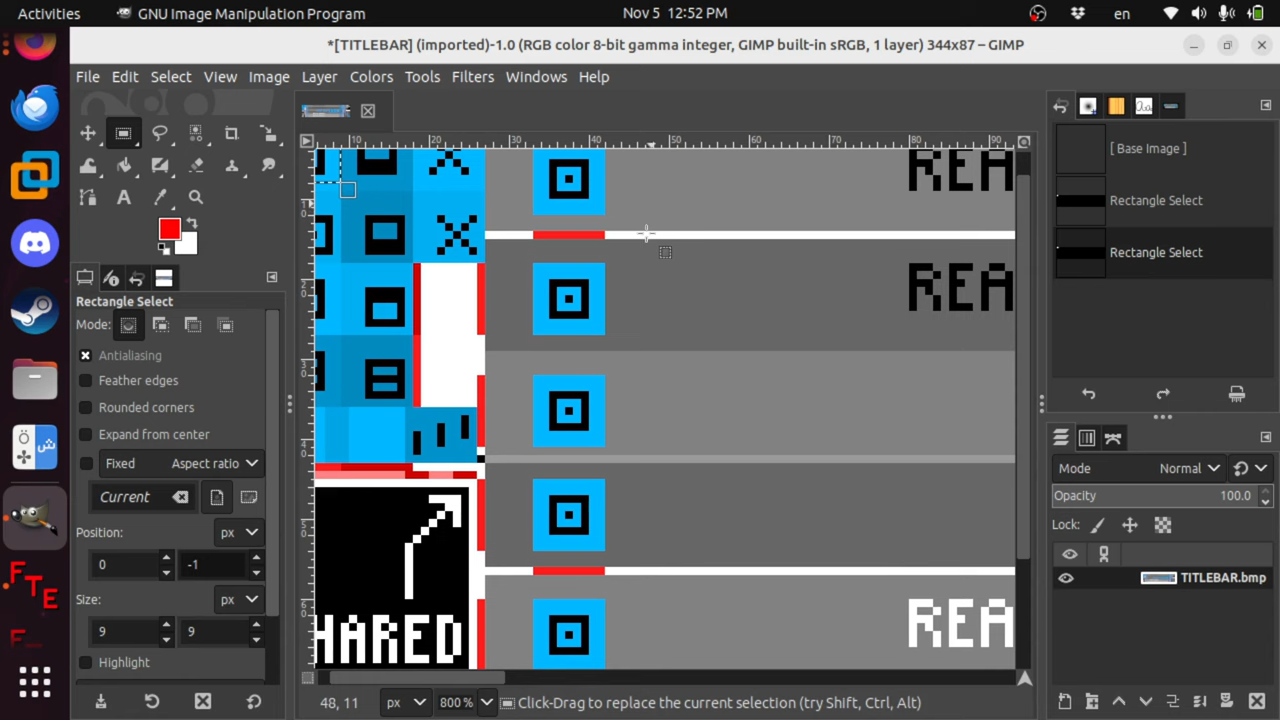 Activities GNU Image Manipulation Program Nov 5 12:52 PM en
*[TITLEBAR] (imported)-1.0 (RGB color 8-bit gamma integer, GIMP built-in sRGB, 1 layer) 344x87 – GIMP
File Edit Select View Image Layer Colors Tools Filters Windows Help
10 20 30 40 50 60 70 80 90
[ Base Image ]
REA
Rectangle Select
Rectangle Select
REA
Rectangle Select
Mode:
Antialiasing
Feather edges
Rounded corners
Expand from center
Fixed Aspect ratio
Current
Position: px
0 -1
Size: px
9 9
Highlight
Mode Normal
Opacity 100.0
Lock:
TITLEBAR.bmp
HARED
REA
FTE
F_
ش
48, 11 px 800 % Click-Drag to replace the current selection (try Shift, Ctrl, Alt)